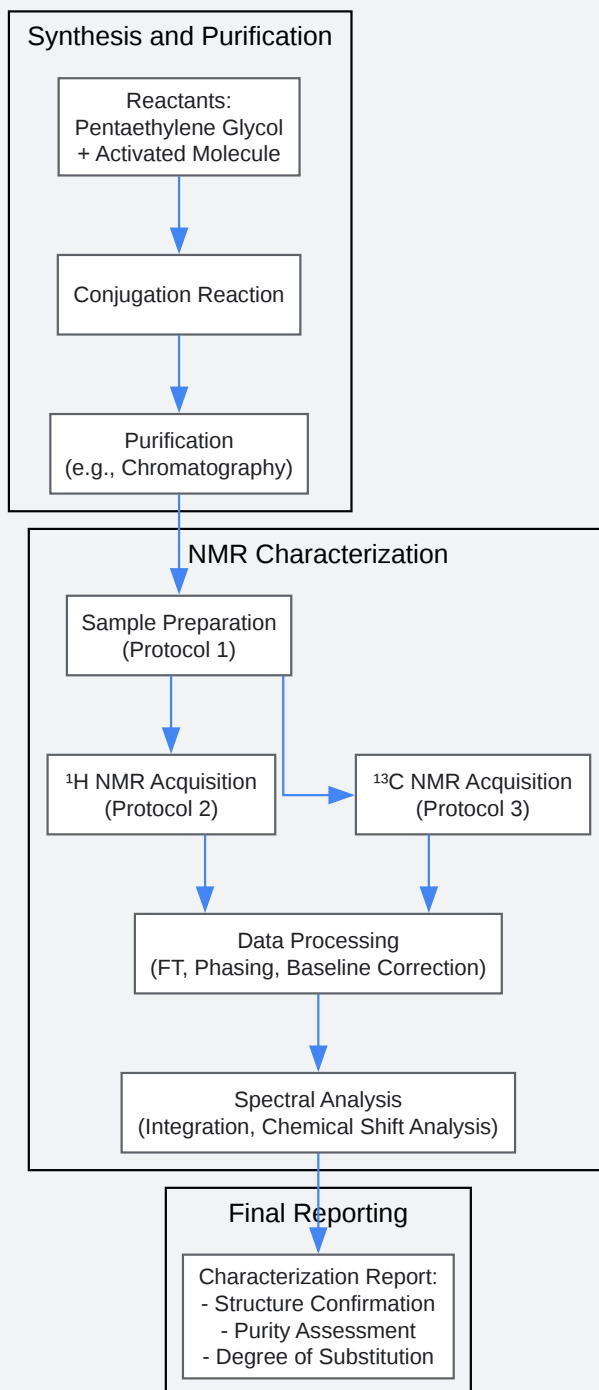 Synthesis and Purification
Reactants:
Pentaethylene Glycol
+ Activated Molecule
Conjugation Reaction
Purification
(e.g., Chromatography)
NMR Characterization
Sample Preparation
(Protocol 1)
¹H NMR Acquisition
(Protocol 2)
¹³C NMR Acquisition
(Protocol 3)
Data Processing
(FT, Phasing, Baseline Correction)
Spectral Analysis
(Integration, Chemical Shift Analysis)
Final Reporting
Characterization Report:
- Structure Confirmation
- Purity Assessment
- Degree of Substitution